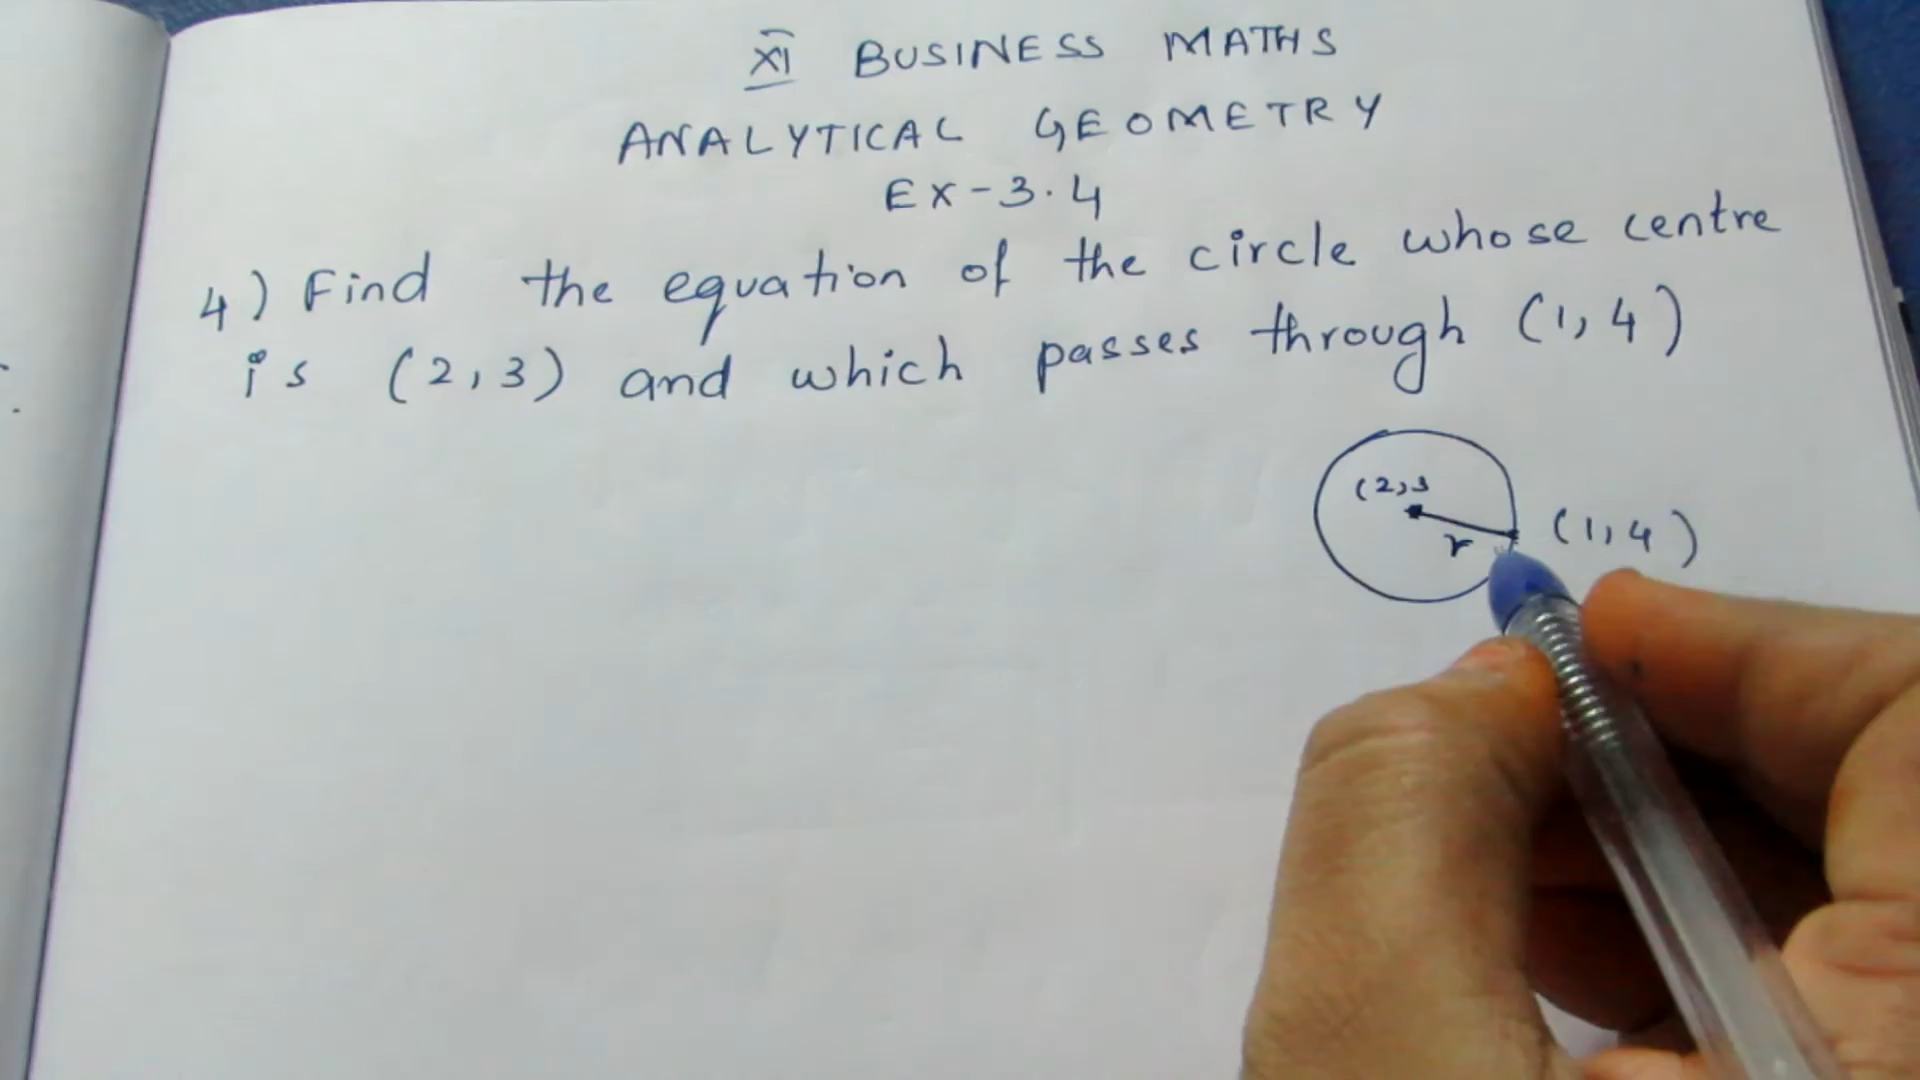 XI BUSINESS MATHS
ANALYTICAL GEOMETRY
EX-3.4
4) Find the equation of the circle whose centre
is (2,3) and which passes through (1,4)
(2,3
r (1,4)